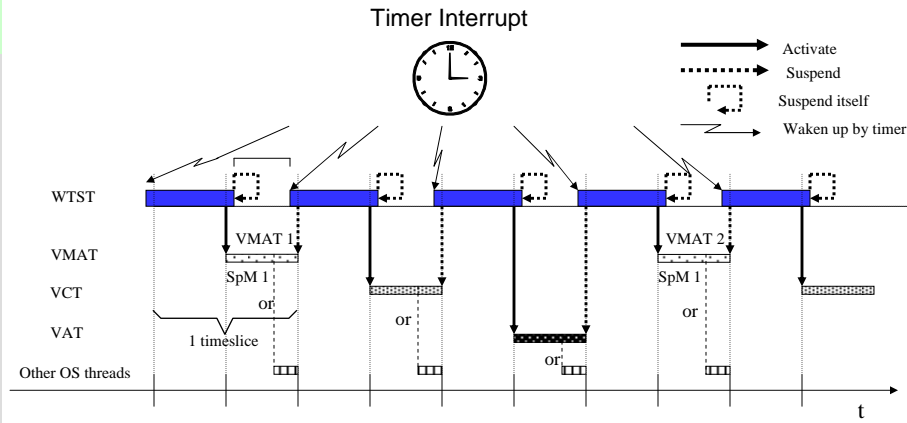 Timer Interrupt
Activate
Suspend
Suspend itself
Waken up by timer
WTST
VMAT 1
VMAT 2
VMAT
SpM 1
SpM 1
VCT
or
or
or
or
VAT
1 timeslice
Other OS threads
t